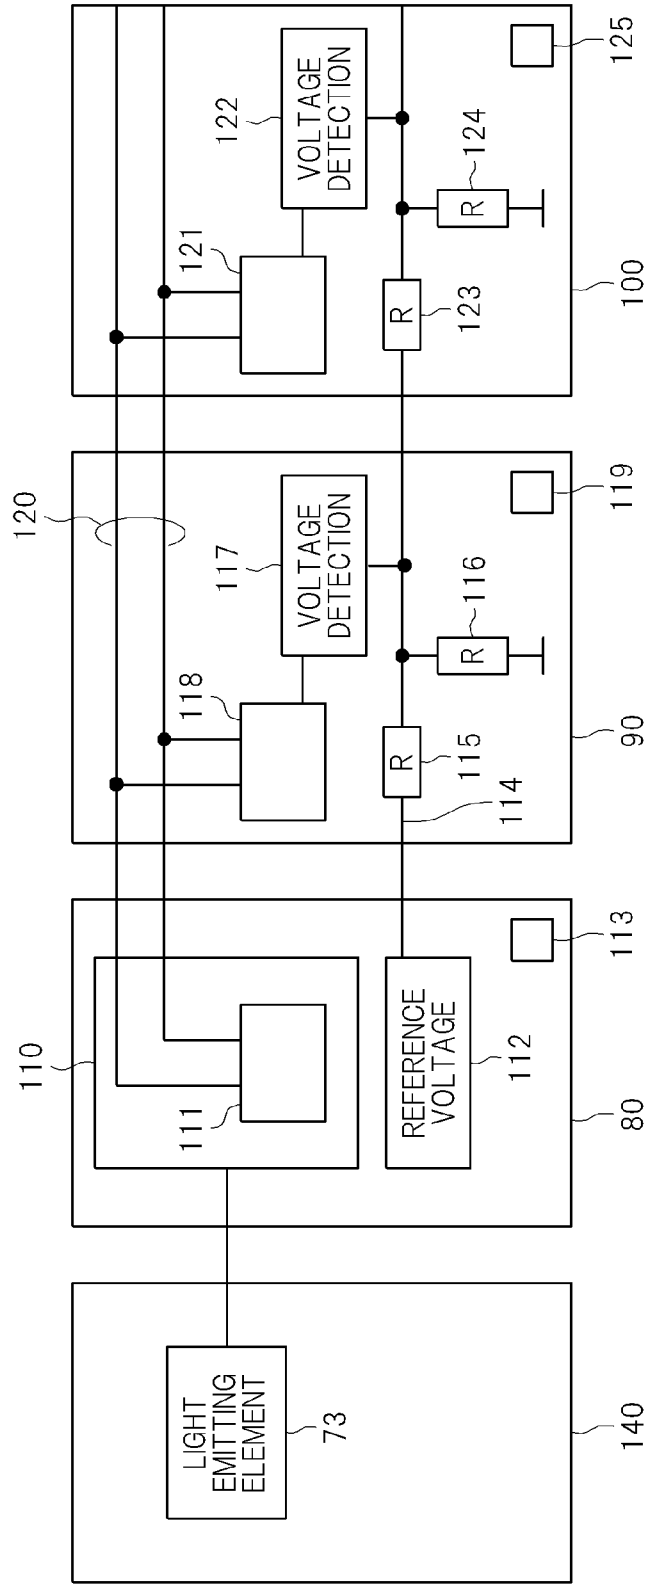 110
120
111
118
117
121
122
LIGHT
EMITTING
ELEMENT
73
REFERENCE
VOLTAGE
112
VOLTAGE
DETECTION
VOLTAGE
DETECTION
114
R
115
R
116
R
123
R
124
140
80
113
90
119
100
125